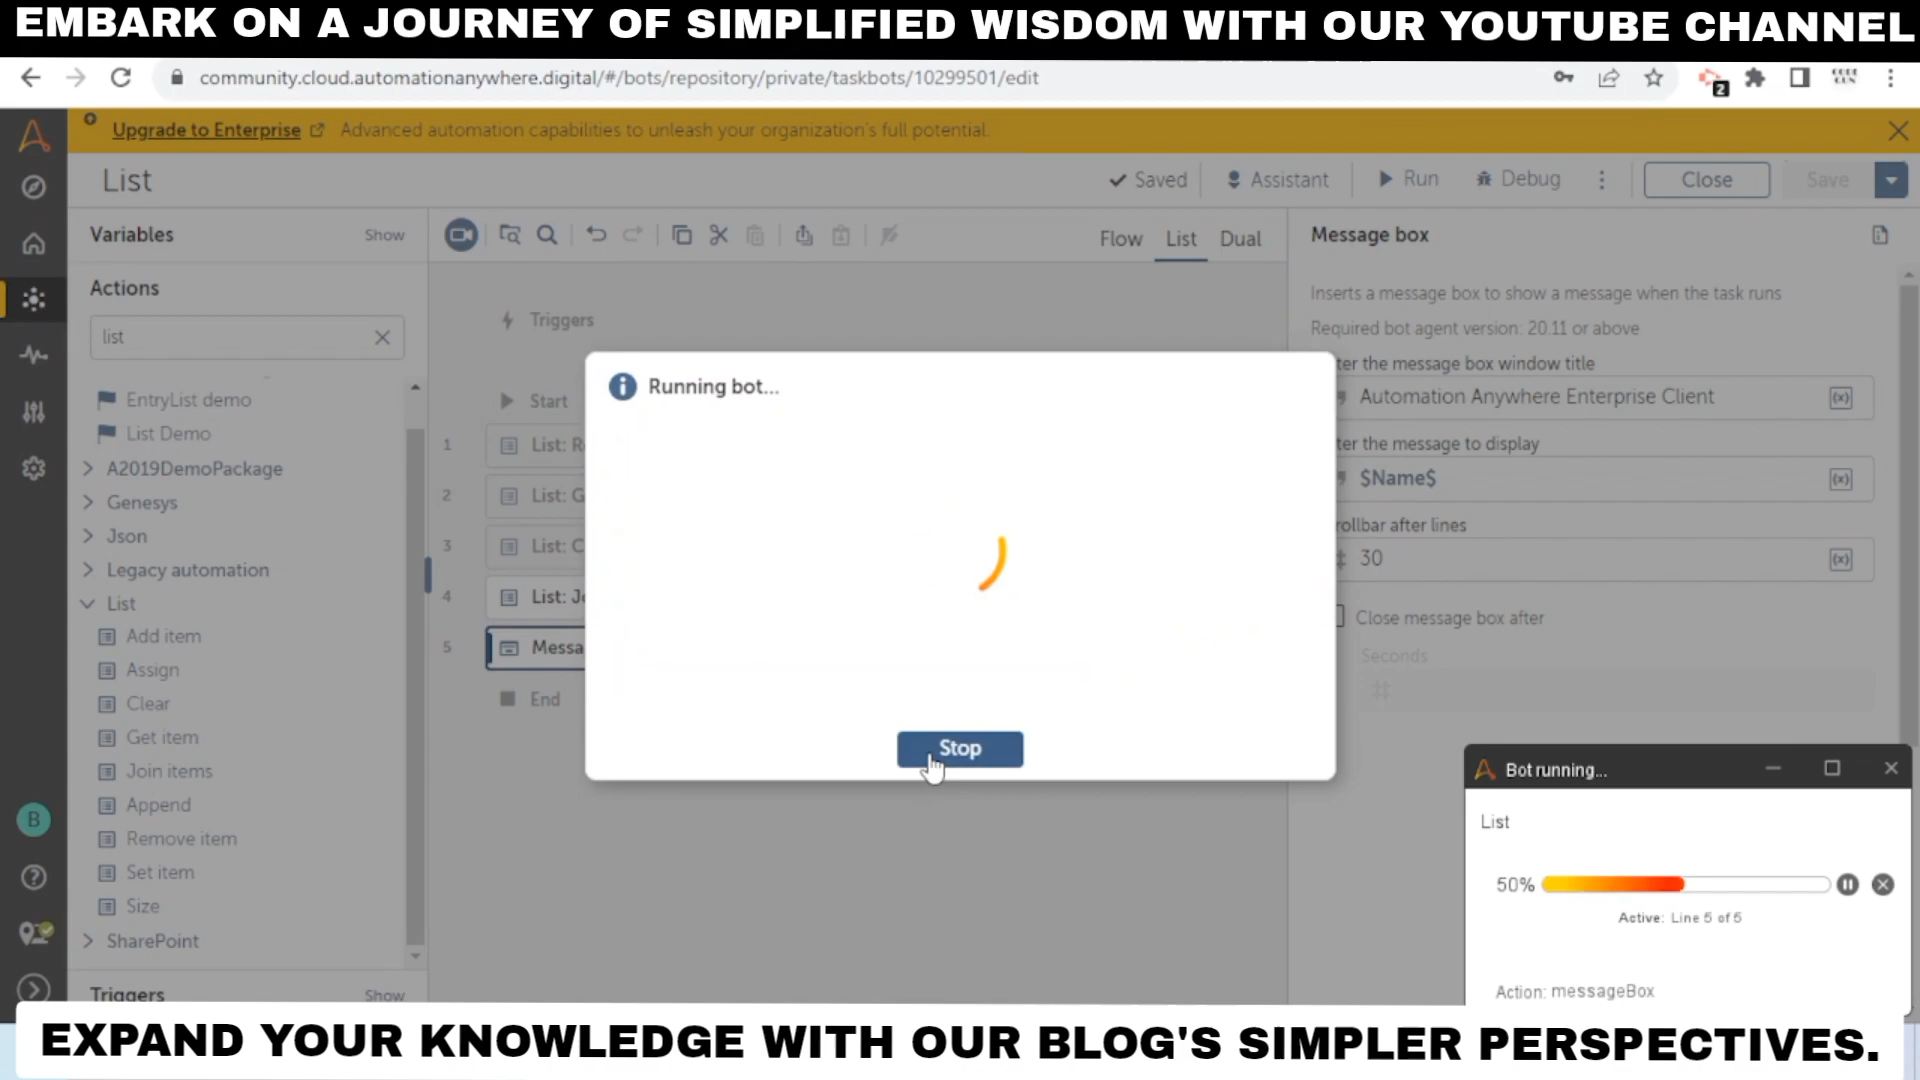 EMBARK ON A JOURNEY OF SIMPLIFIED WISDOM WITH OUR YOUTUBE CHANNEL
community.cloud.automationanywhere.digital/#/bots/repository/private/taskbots/10299501/edit
2
CODE
GUN
Upgrade to Enterprise
Advanced automation capabilities to unleash your organization's full potential.
List
Saved
Assistant
Run
Debug
Close
Save
Variables
Show
Flow
List
Dual
Message box
Actions
list
EntryList demo
List Demo
A2019DemoPackage
Genesys
Json
Legacy automation
List
Add item
Assign
Clear
Get item
Join items
Append
Remove item
Set item
Size
SharePoint
Triggers
Show
Triggers
Start
1 List: R
2 List: G
3 List: C
4 List: J
5 Messa
End
Running bot...
Stop
Inserts a message box to show a message when the task runs
Required bot agent version: 20.11 or above
ter the message box window title
Automation Anywhere Enterprise Client
(x)
ter the message to display
$Name$
(x)
rollbar after lines
30
(x)
Close message box after
Seconds
#
Bot running...
List
50%
Active: Line 5 of 5
Action: messageBox
B
EXPAND YOUR KNOWLEDGE WITH OUR BLOG'S SIMPLER PERSPECTIVES.